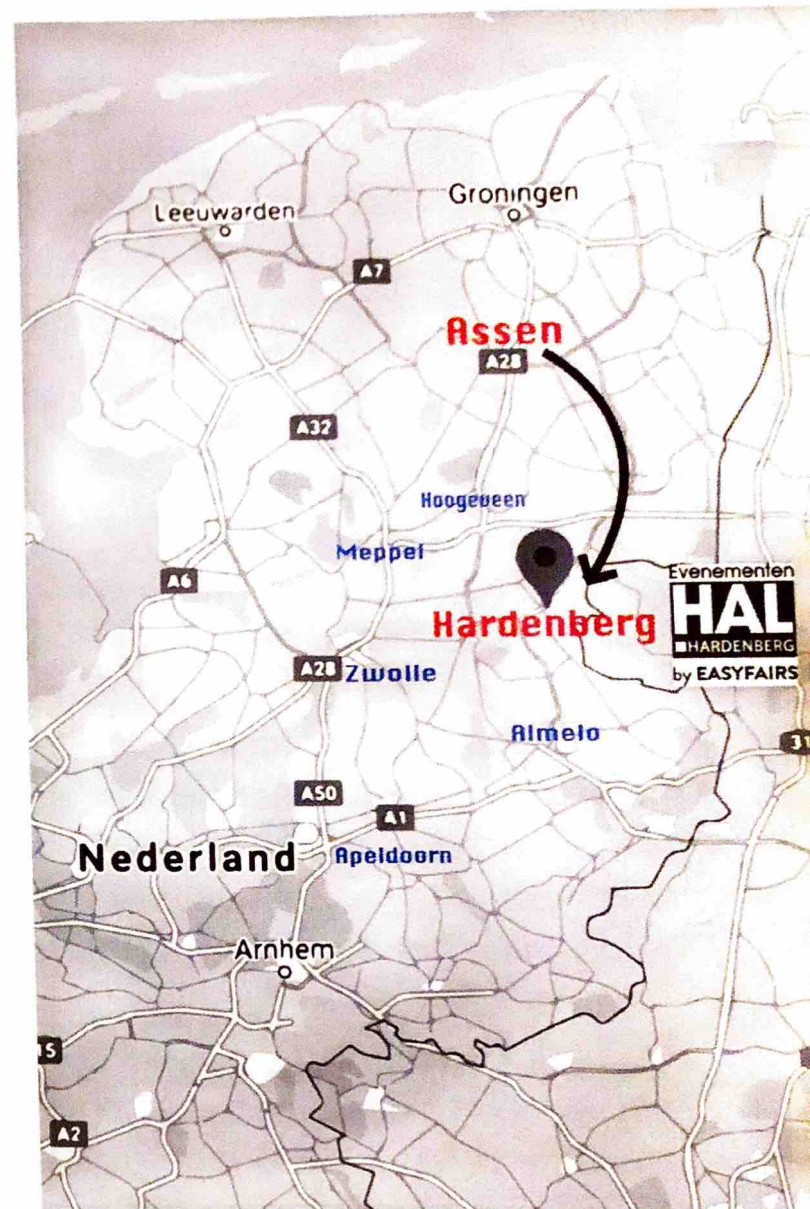 Leeuwarden
Groningen
A7
Assen
A28
A32
Hoogeveen
Meppel
A6
Evenementen
HAL
HARDENBERG
by EASYFAIRS
Hardenberg
A28
Zwolle
Almelo
31
A50
A1
Nederland
Apeldoorn
Arnhem
15
A2